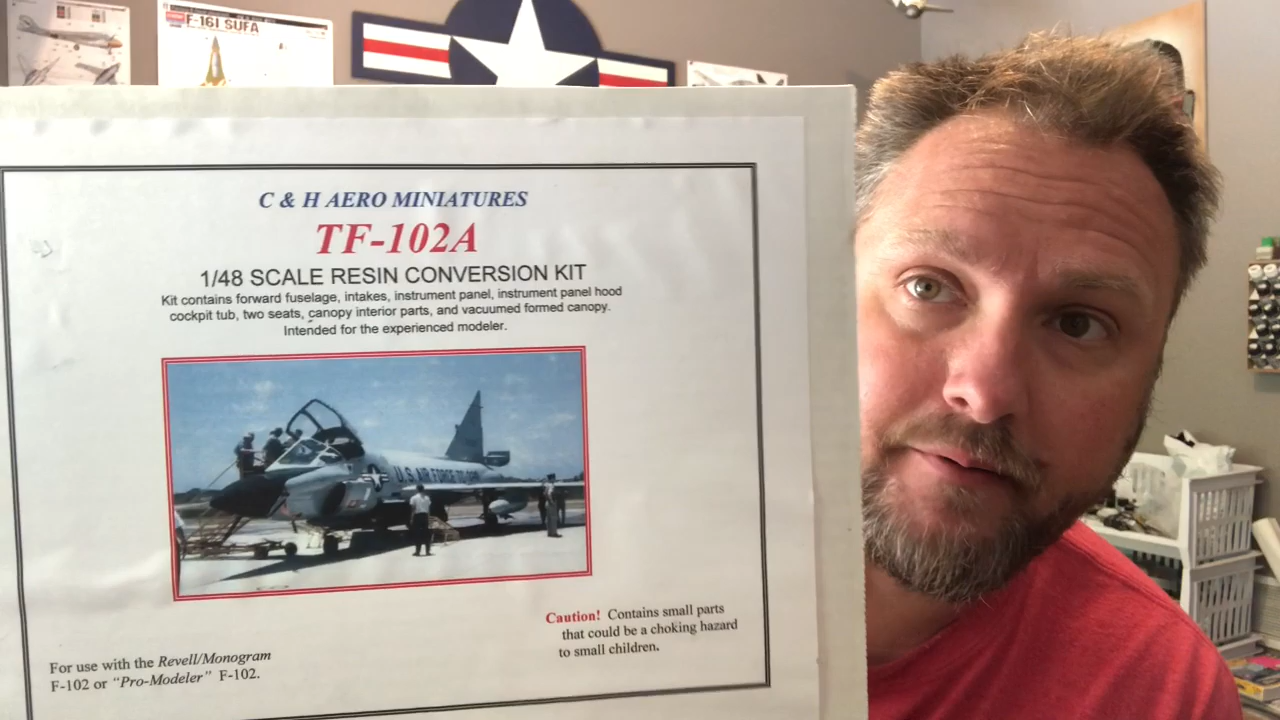 F-16I SUFA
C & H AERO MINIATURES
TF-102A
1/48 SCALE RESIN CONVERSION KIT
Kit contains forward fuselage, intakes, instrument panel, instrument panel hood
cockpit tub, two seats, canopy interior parts, and vacuumed formed canopy.
Intended for the experienced modeler.
U.S. AIR FORCE
Caution! Contains small parts
that could be a choking hazard
to small children.
For use with the Revell/Monogram
F-102 or "Pro-Modeler" F-102.